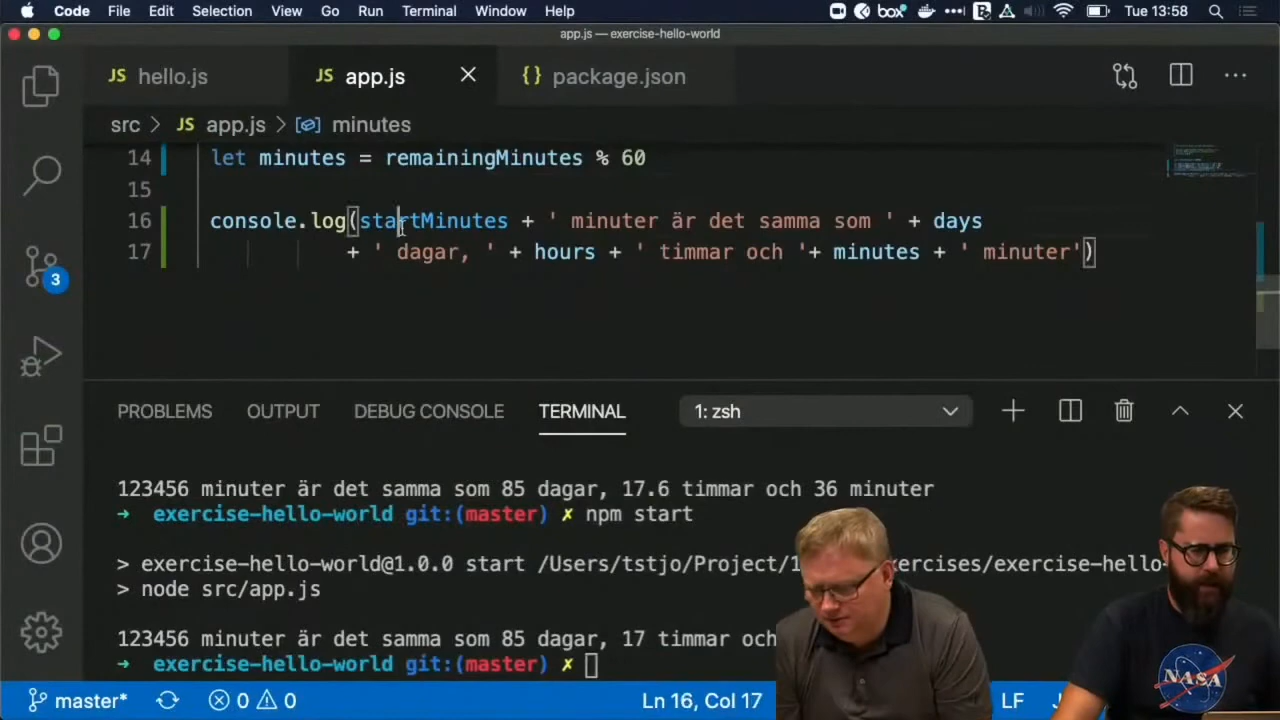 Code File Edit Selection View Go Run Terminal Window Help box Tue 13:58
app.js — exercise-hello-world
JS hello.js JS app.js {} package.json
src > JS app.js > minutes
14 let minutes = remainingMinutes % 60
15
16 console.log(startMinutes + ' minuter är det samma som ' + days
17 + ' dagar, ' + hours + ' timmar och '+ minutes + ' minuter')
3
PROBLEMS OUTPUT DEBUG CONSOLE TERMINAL 1: zsh
123456 minuter är det samma som 85 dagar, 17.6 timmar och 36 minuter
→ exercise-hello-world git:(master) ✗ npm start
> exercise-hello-world@1.0.0 start /Users/tstjo/Project/1 exercises/exercise-hello-
> node src/app.js
123456 minuter är det samma som 85 dagar, 17 timmar och
→ exercise-hello-world git:(master) ✗
NASA
master* 0 0 Ln 16, Col 17 LF